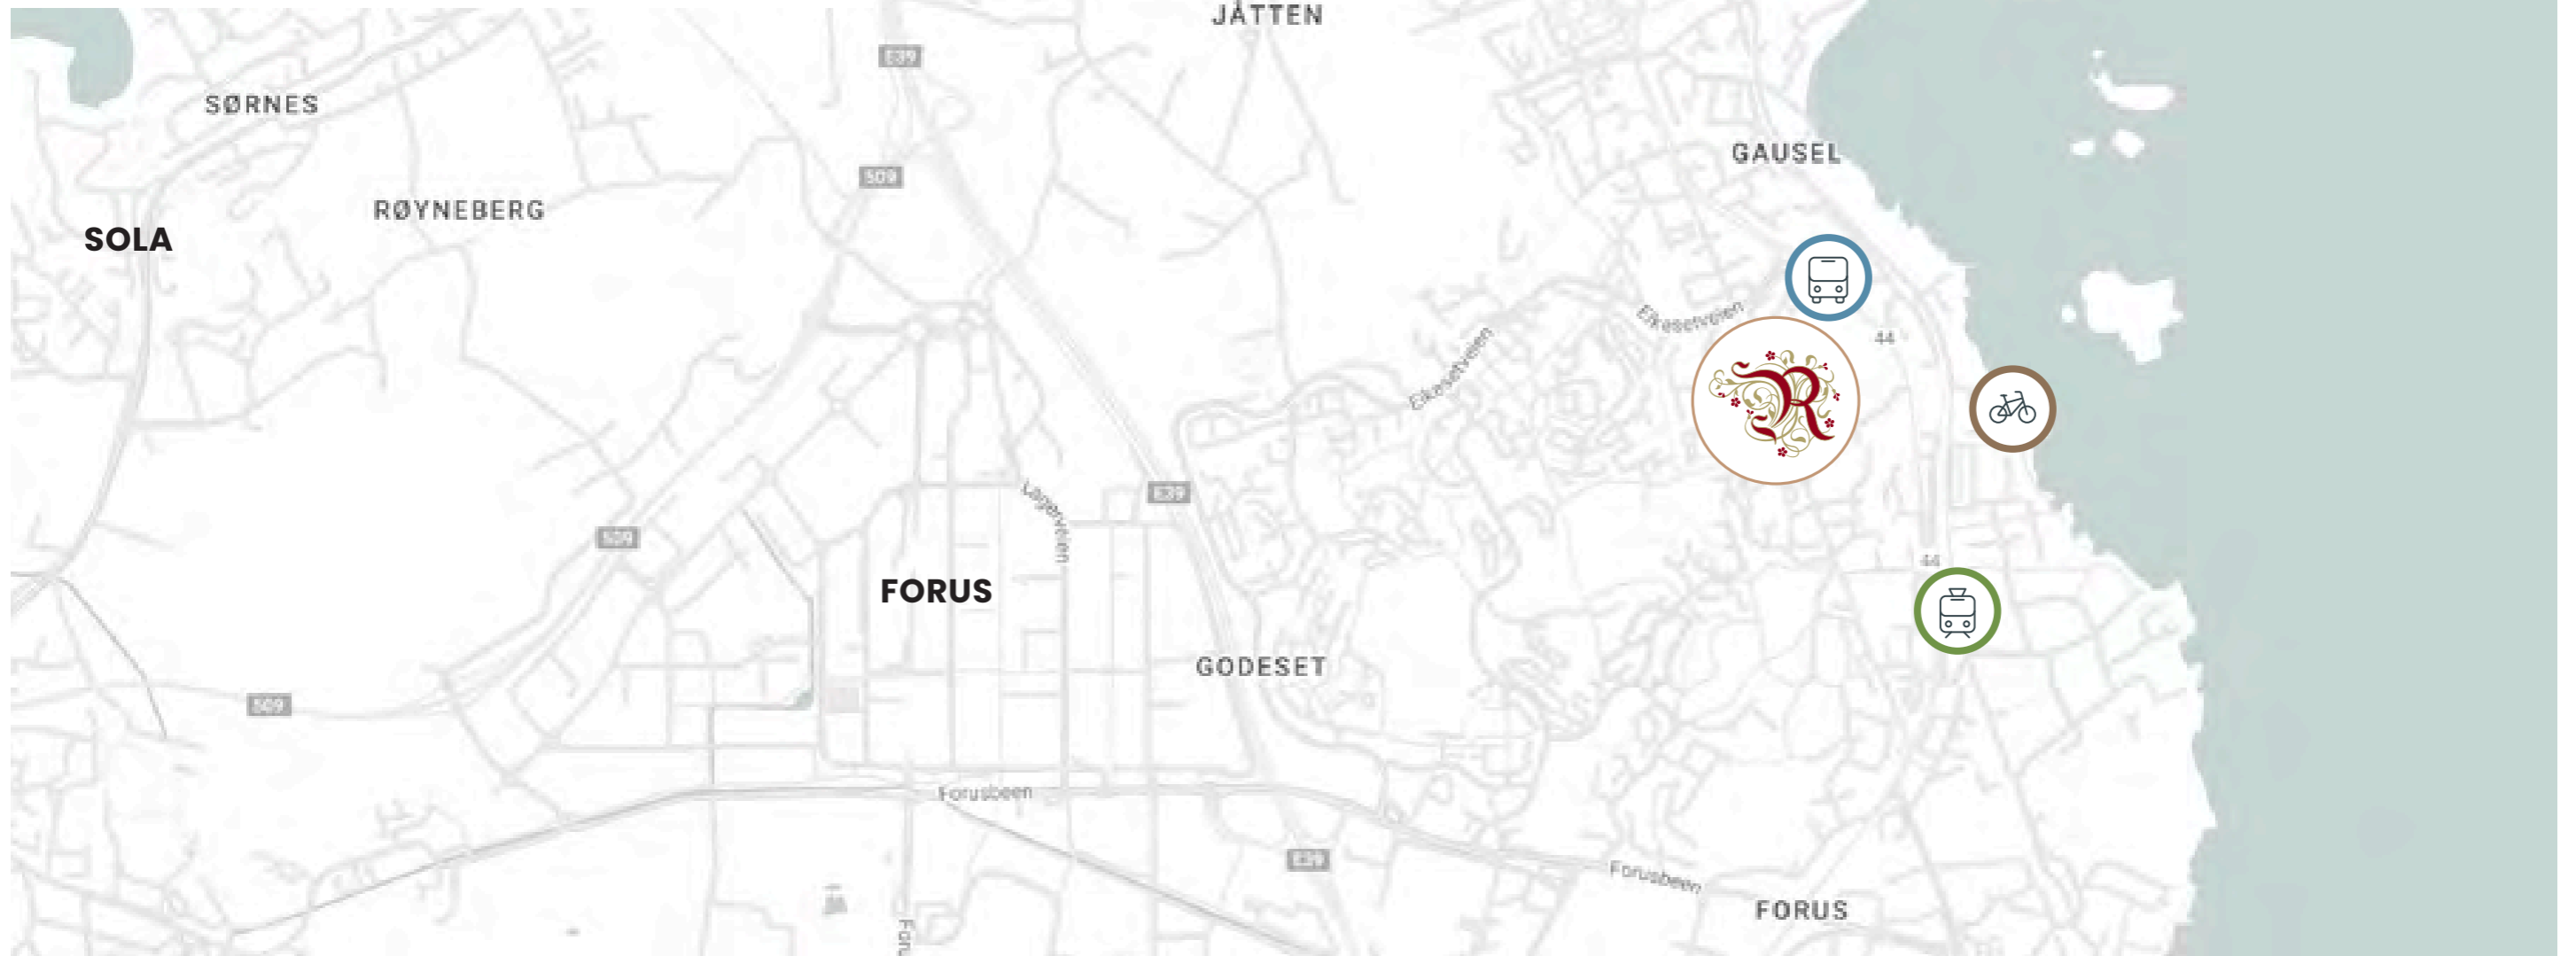 JÅTTEN
E39
SØRNES
GAUSEL
509
RØYNEBERG
SOLA
Eikesetveien
44
Eikesetveien
R
E39
Lagerveien
509
44
FORUS
GODESET
509
Forusbeen
E39
Forusbeen
FORUS
Foru